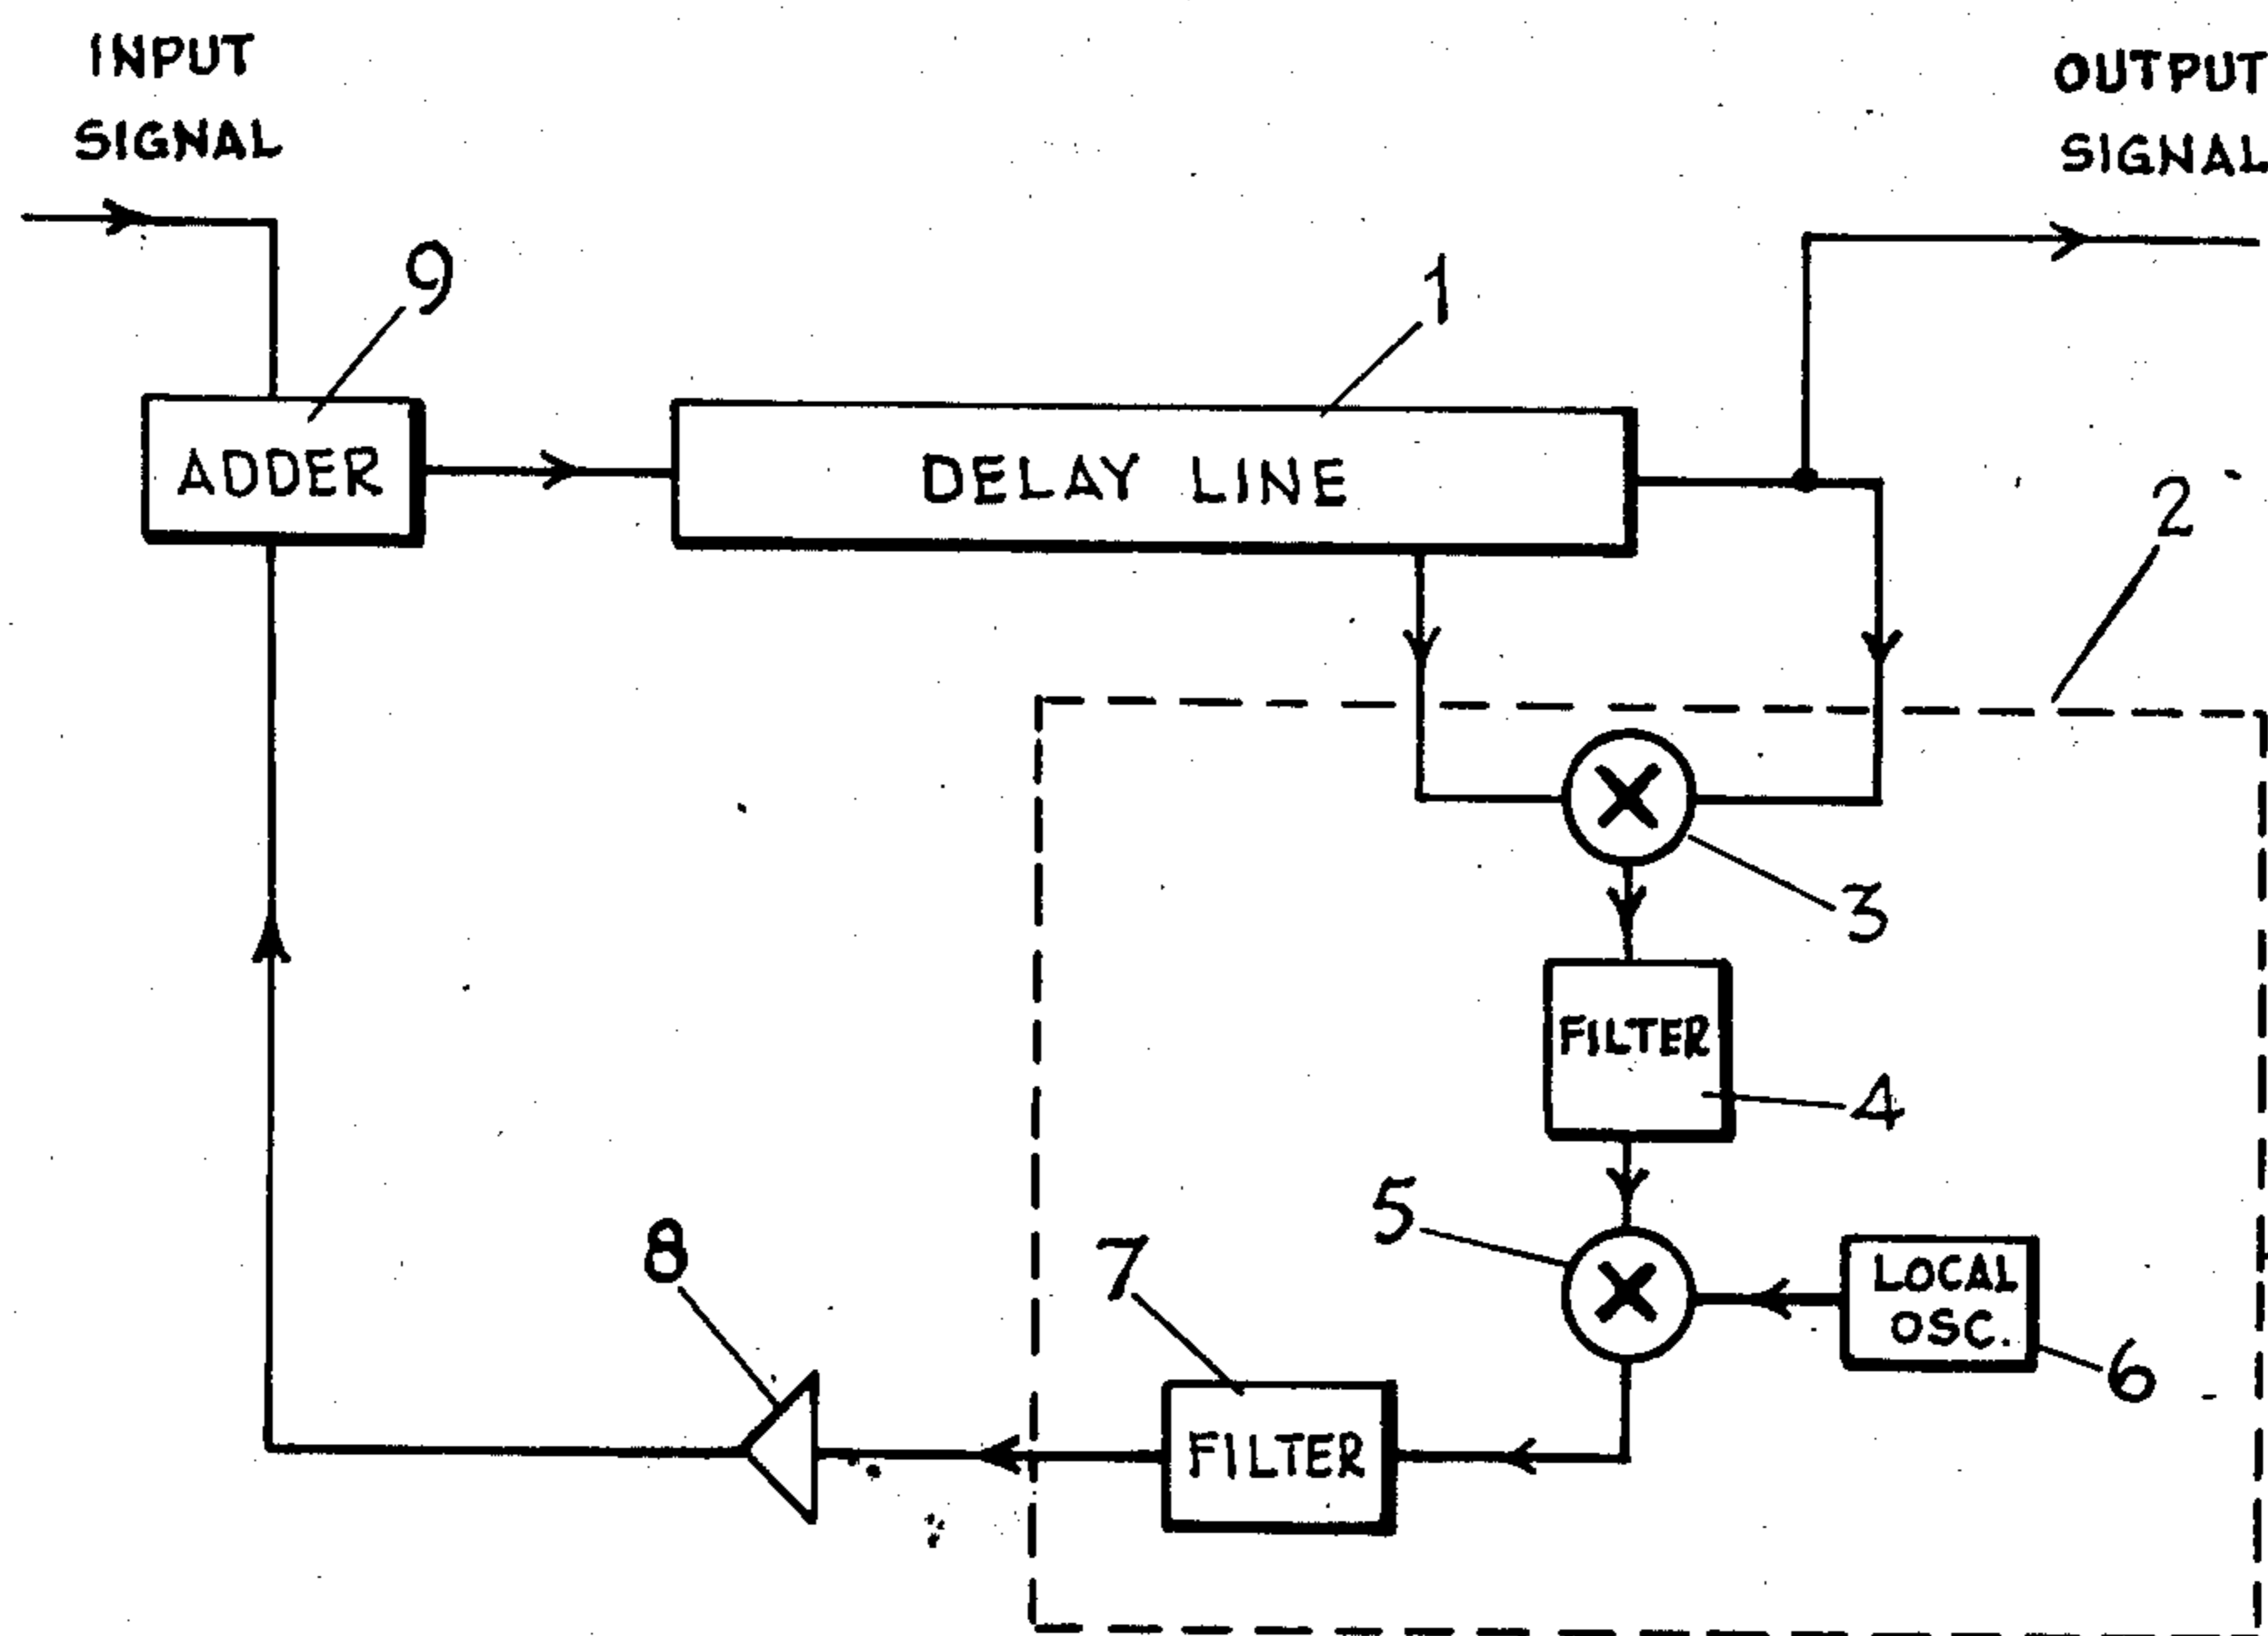 INPUT
SIGNAL
OUTPUT
SIGNAL
9
1
ADDER
DELAY LINE
2
3
FILTER
4
5
LOCAL
OSC.
6
7
8
FILTER